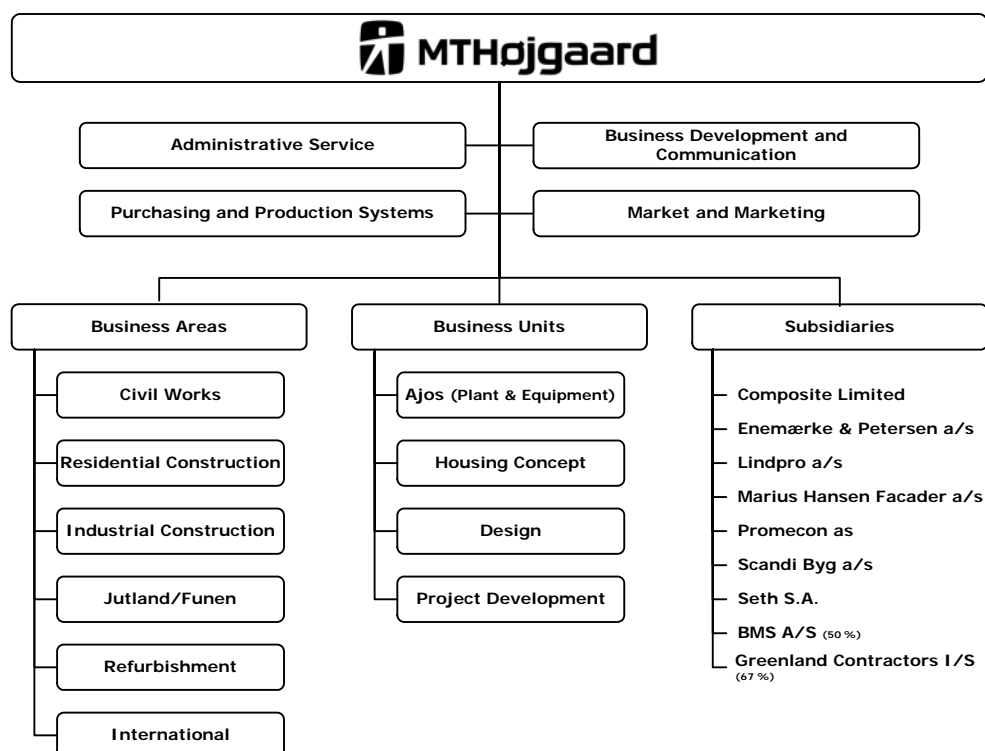 MTHøjgaard
Administrative Service
Business Development and
Communication
Purchasing and Production Systems
Market and Marketing
Business Areas
Civil Works
Residential Construction
Industrial Construction
Jutland/Funen
Refurbishment
International
Business Units
Ajos (Plant & Equipment)
Housing Concept
Design
Project Development
Subsidiaries
Composite Limited
Enemærke & Petersen a/s
Lindpro a/s
Marius Hansen Facader a/s
Promecon as
Scandi Byg a/s
Seth S.A.
BMS A/S (50 %)
Greenland Contractors I/S
(67 %)